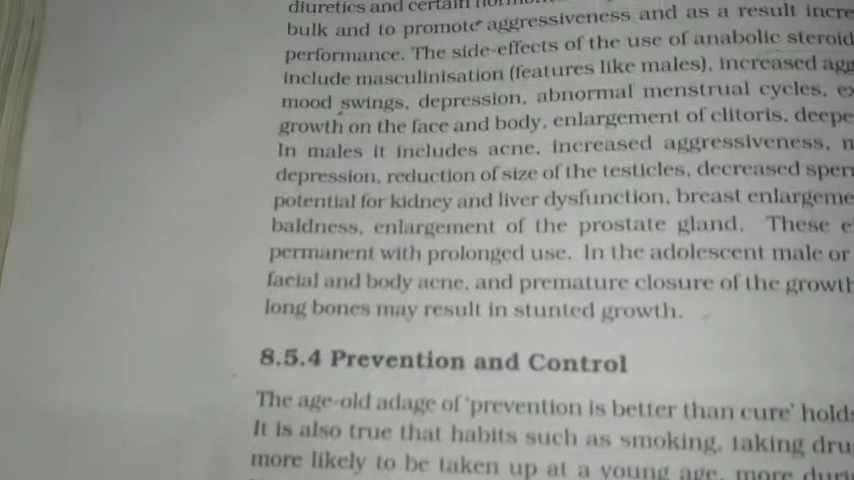 diuretics and certain
bulk and to promote aggressiveness and as a result incre
performance. The side-effects of the use of anabolic steroid
include masculinisation (features like males), increased agg
mood swings, depression, abnormal menstrual cycles, ex
growth on the face and body, enlargement of clitoris, deepe
In males it includes acne, increased aggressiveness, m
depression, reduction of size of the testicles, decreased sper
potential for kidney and liver dysfunction, breast enlargeme
baldness, enlargement of the prostate gland. These e
permanent with prolonged use. In the adolescent male or
facial and body acne, and premature closure of the growth
long bones may result in stunted growth.
8.5.4 Prevention and Control
The age-old adage of 'prevention is better than cure' holds
It is also true that habits such as smoking, taking dru
more likely to be taken up at a young age, more duri